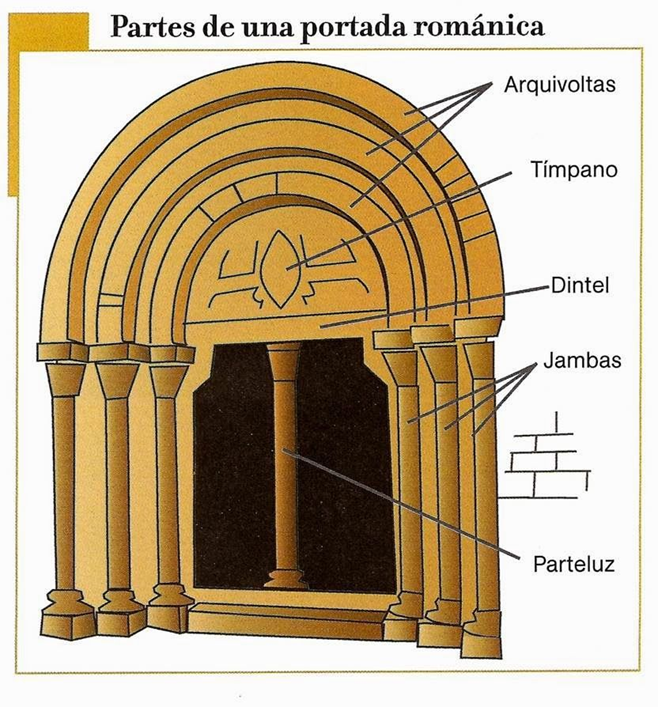 Partes de una portada románica
Arquivoltas
Tímpano
Dintel
Jambas
Parteluz